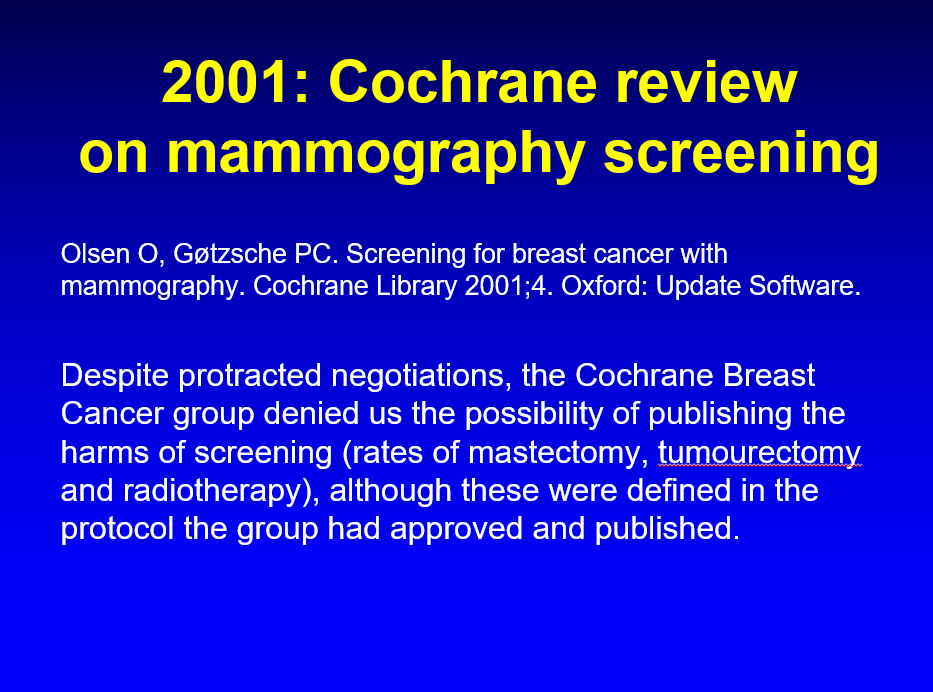 2001: Cochrane review
on mammography screening
Olsen O, Gøtzsche PC. Screening for breast cancer with
mammography. Cochrane Library 2001;4. Oxford: Update Software.
Despite protracted negotiations, the Cochrane Breast
Cancer group denied us the possibility of publishing the
harms of screening (rates of mastectomy, tumourectomy
and radiotherapy), although these were defined in the
protocol the group had approved and published.